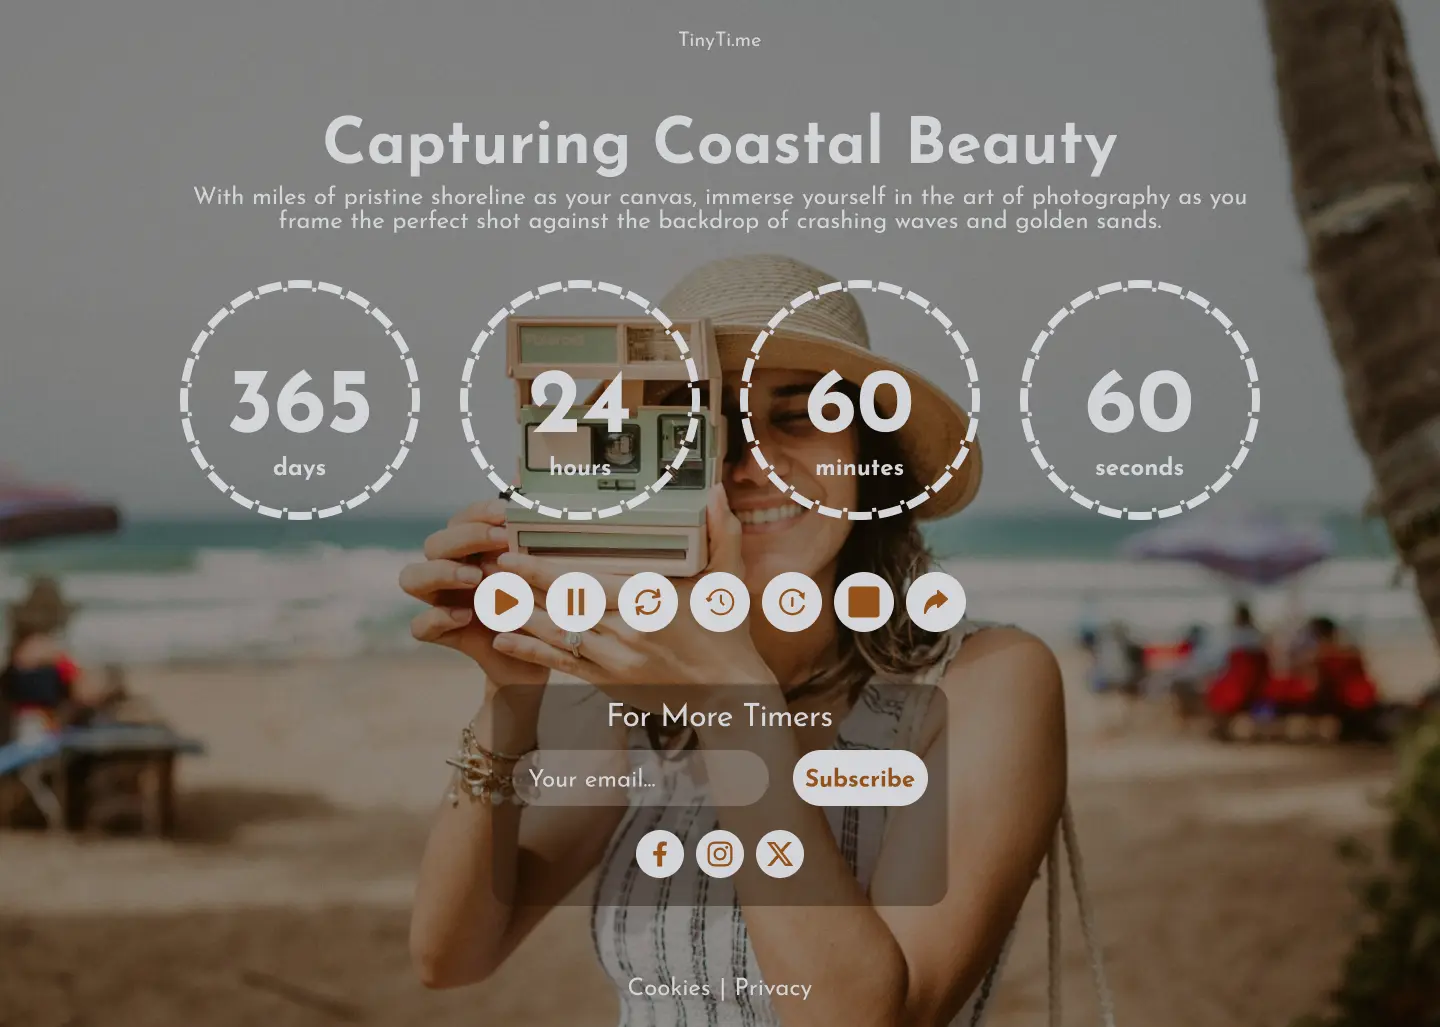 TinyTi.me
Capturing Coastal Beauty
With miles of pristine shoreline as your canvas, immerse yourself in the art of photography as you
frame the perfect shot against the backdrop of crashing waves and golden sands.
365
24
60
60
days
hours
minutes
seconds
For More Timers
Your email...
Subscribe
Cookies | Privacy